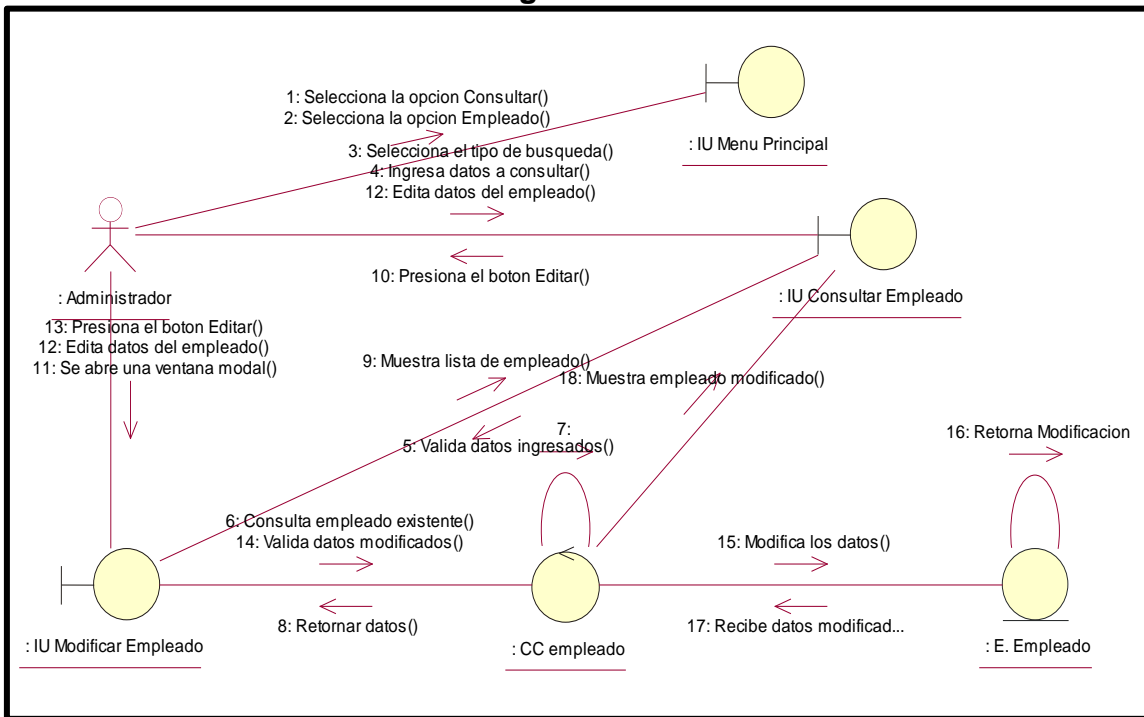 1: Selecciona la opcion Consultar()
2: Selecciona la opcion Empleado()
: IU Menu Principal
3: Selecciona el tipo de busqueda()
4: Ingresa datos a consultar()
12: Edita datos del empleado()
10: Presiona el boton Editar()
: Administrador
: IU Consultar Empleado
13: Presiona el boton Editar()
12: Edita datos del empleado()
11: Se abre una ventana modal()
9: Muestra lista de empleado()
18: Muestra empleado modificado()
7:
5: Valida datos ingresados()
16: Retorna Modificacion
6: Consulta empleado existente()
14: Valida datos modificados()
15: Modifica los datos()
8: Retornar datos()
17: Recibe datos modificad...
: IU Modificar Empleado
: CC empleado
: E. Empleado